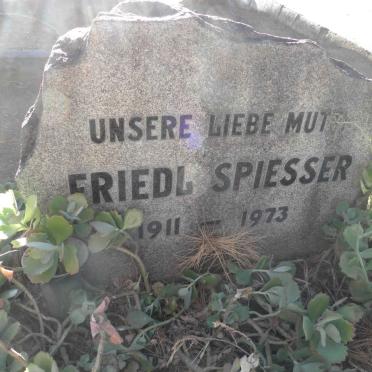 UNSERE LIEBE MUT
FRIEDL SPIESSER
1911 – 1973